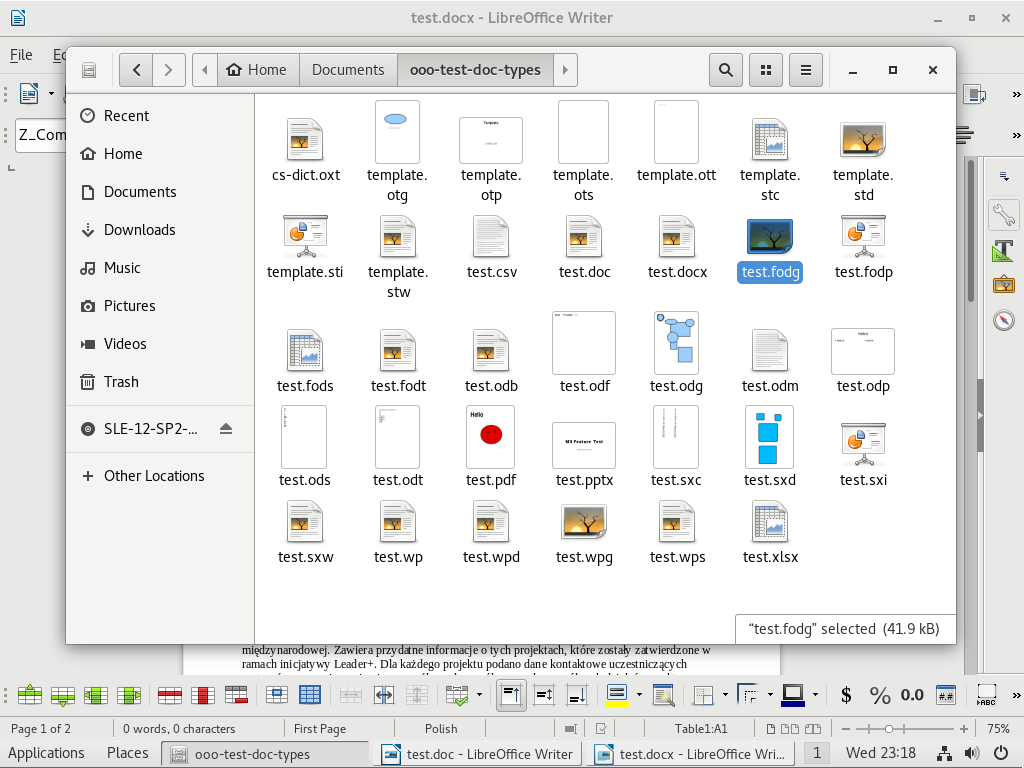 test.docx - LibreOffice Writer
File
Home
Documents
ooo-test-doc-types
Z_Com
Recent
Home
Documents
Downloads
Music
Pictures
Videos
Trash
SLE-12-SP2-...
Other Locations
cs-dict.oxt
template.
otg
template.
otp
template.
ots
template.ott
template.
stc
template.
std
template.sti
template.
stw
test.csv
test.doc
test.docx
test.fodg
test.fodp
test.fods
test.fodt
test.odb
test.odf
test.odg
test.odm
test.odp
Hello
M3 Feature Test
test.ods
test.odt
test.pdf
test.pptx
test.sxc
test.sxd
test.sxi
test.sxw
test.wp
test.wpd
test.wpg
test.wps
test.xlsx
"test.fodg" selected (41.9 kB)
międzynarodowej. Zawiera przydatne informacje o tych projektach, które zostały zatwierdzone w
ramach inicjatywy Leader+. Dla każdego projektu podano dane kontaktowe uczestniczących
$ % 0.0
Page 1 of 2
0 words, 0 characters
First Page
Polish
Table1:A1
75%
Applications
Places
ooo-test-doc-types
test.doc - LibreOffice Writer
test.docx - LibreOffice Wri...
1
Wed 23:18